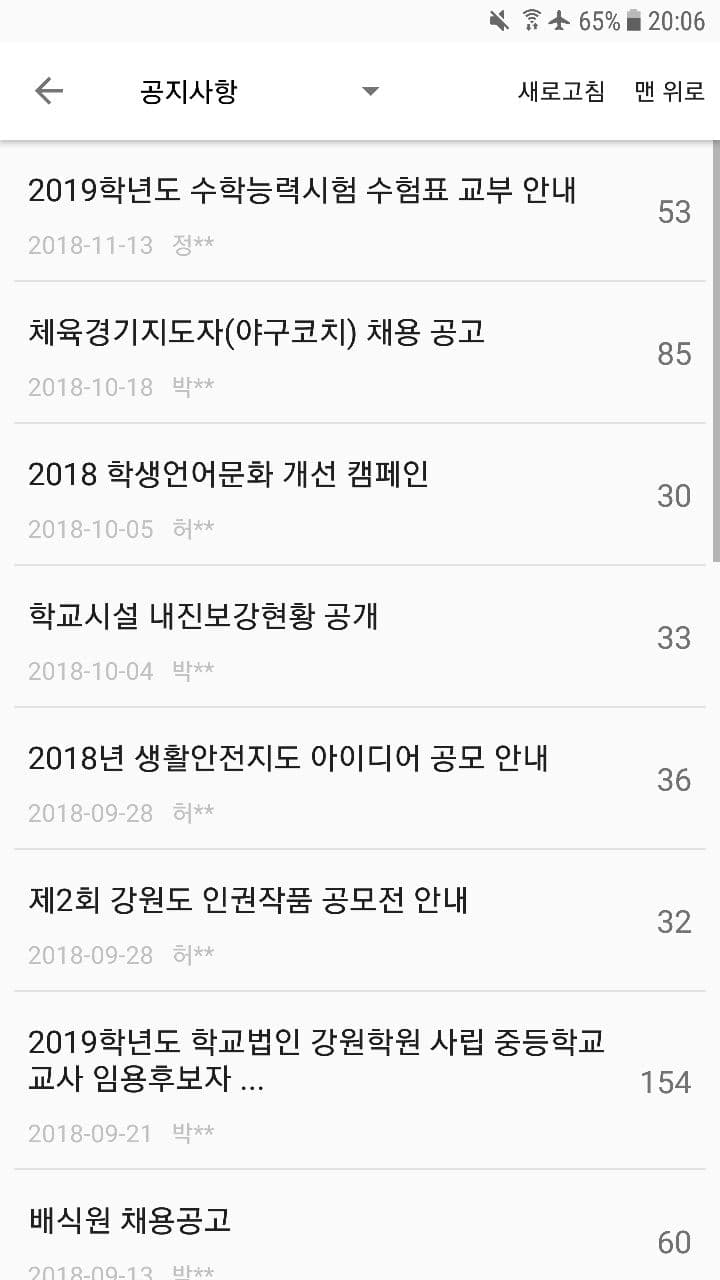 65% 20:06
공지사항 새로고침 맨 위로
2019학년도 수학능력시험 수험표 교부 안내
53
2018-11-13 정**
체육경기지도자(야구코치) 채용 공고
85
2018-10-18 박**
2018 학생언어문화 개선 캠페인
30
2018-10-05 허**
학교시설 내진보강현황 공개
33
2018-10-04 박**
2018년 생활안전지도 아이디어 공모 안내
36
2018-09-28 허**
제2회 강원도 인권작품 공모전 안내
32
2018-09-28 허**
2019학년도 학교법인 강원학원 사립 중등학교
교사 임용후보자 ...
154
2018-09-21 박**
배식원 채용공고
60
2018-09-13 박**